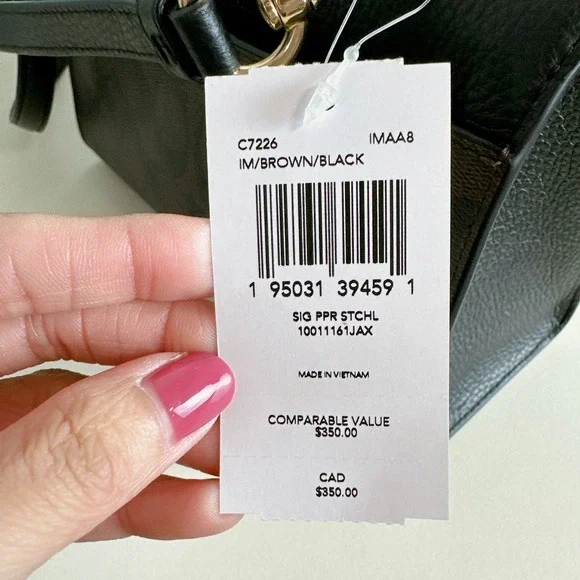 C7226 IMAA8
IM/BROWN/BLACK
1 95031 39459 1
SIG PPR STCHL
10011161JAX
MADE IN VIETNAM
COMPARABLE VALUE
$350.00
CAD
$350.00